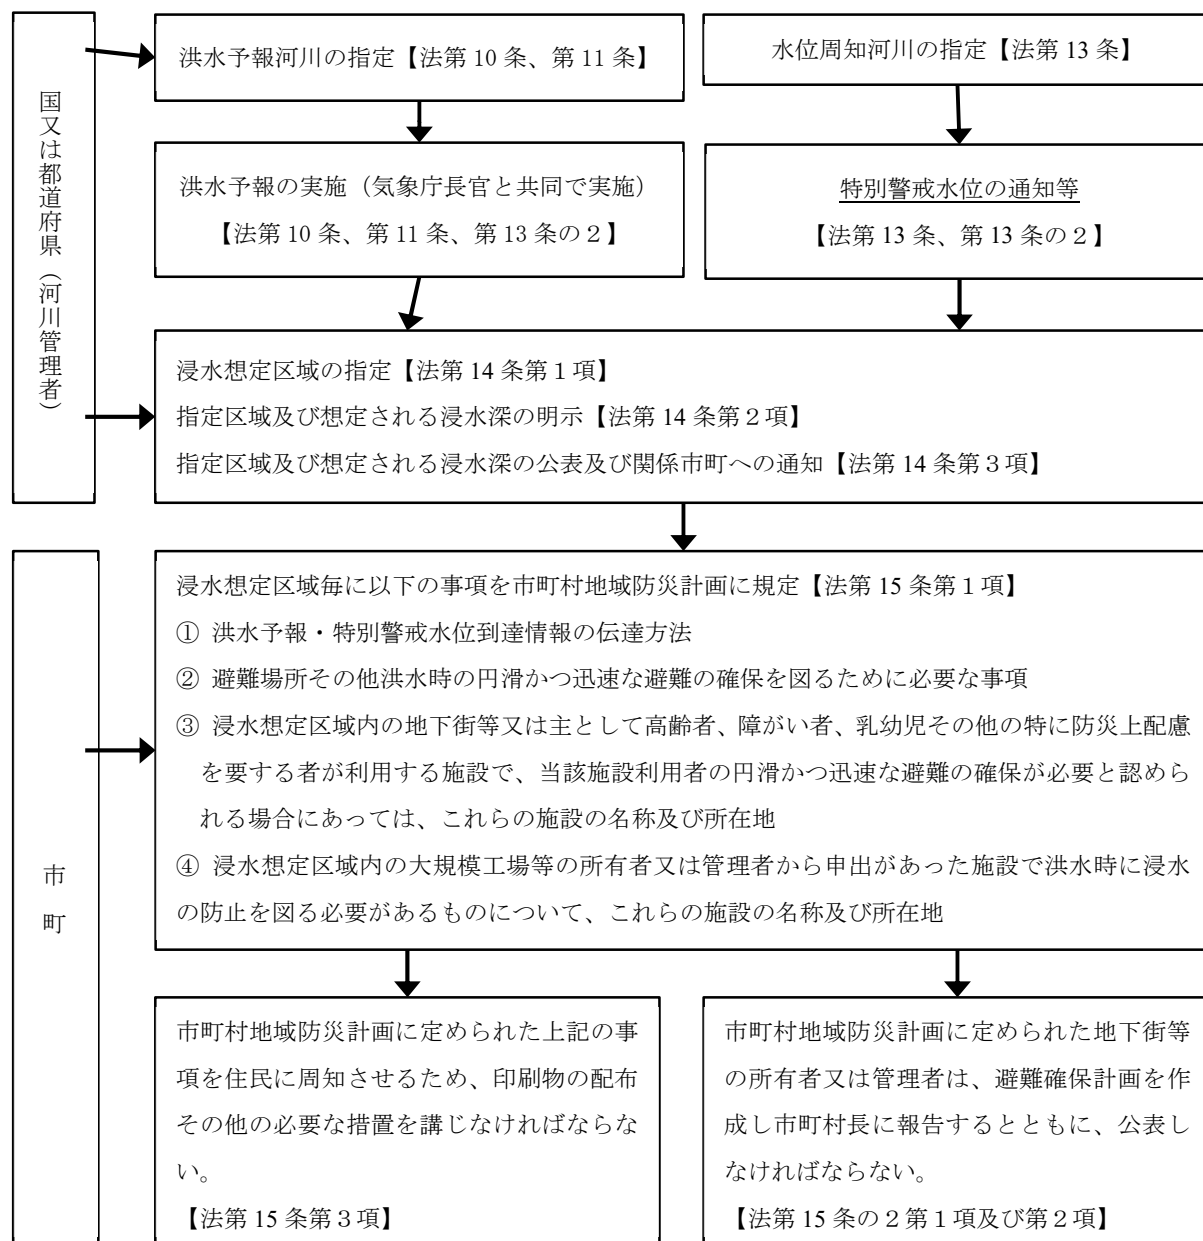 国又は都道府県（河川管理者）
洪水予報河川の指定【法第 10 条、第 11 条】
水位周知河川の指定【法第 13 条】
洪水予報の実施（気象庁長官と共同で実施）
【法第 10 条、第 11 条、第 13 条の２】
特別警戒水位の通知等
【法第 13 条、第 13 条の２】
浸水想定区域の指定【法第 14 条第１項】
指定区域及び想定される浸水深の明示【法第 14 条第２項】
指定区域及び想定される浸水深の公表及び関係市町への通知【法第 14 条第３項】
市町
浸水想定区域毎に以下の事項を市町村地域防災計画に規定【法第 15 条第１項】
① 洪水予報・特別警戒水位到達情報の伝達方法
② 避難場所その他洪水時の円滑かつ迅速な避難の確保を図るために必要な事項
③ 浸水想定区域内の地下街等又は主として高齢者、障がい者、乳幼児その他の特に防災上配慮
を要する者が利用する施設で、当該施設利用者の円滑かつ迅速な避難の確保が必要と認めら
れる場合にあっては、これらの施設の名称及び所在地
④ 浸水想定区域内の大規模工場等の所有者又は管理者から申出があった施設で洪水時に浸水
の防止を図る必要があるものについて、これらの施設の名称及び所在地
市町村地域防災計画に定められた上記の事
項を住民に周知させるため、印刷物の配布
その他の必要な措置を講じなければならな
い。
【法第 15 条第３項】
市町村地域防災計画に定められた地下街等
の所有者又は管理者は、避難確保計画を作
成し市町村長に報告するとともに、公表し
なければならない。
【法第 15 条の２第１項及び第２項】